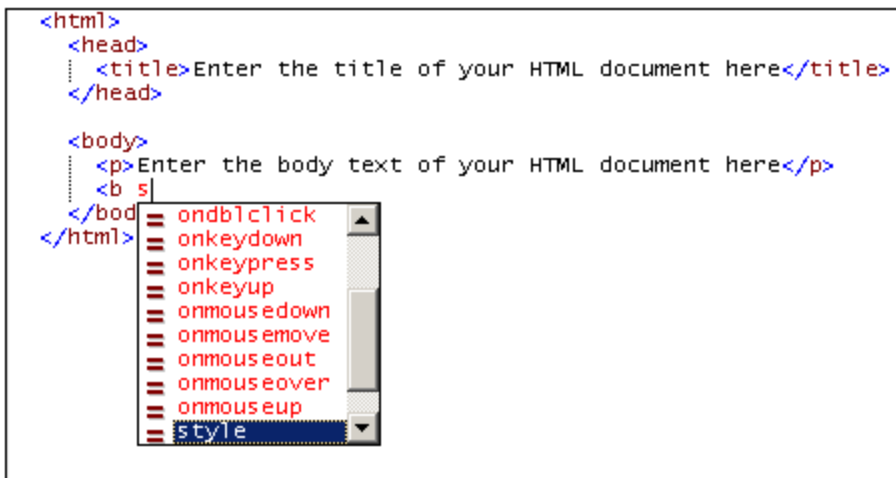 <html>
<head>
<title>Enter the title of your HTML document here</title>
</head>
<body>
<p>Enter the body text of your HTML document here</p>
<b s
</bod
</html>
ondblclick
onkeydown
onkeypress
onkeyup
onmousedown
onmousemove
onmouseout
onmouseover
onmouseup
style